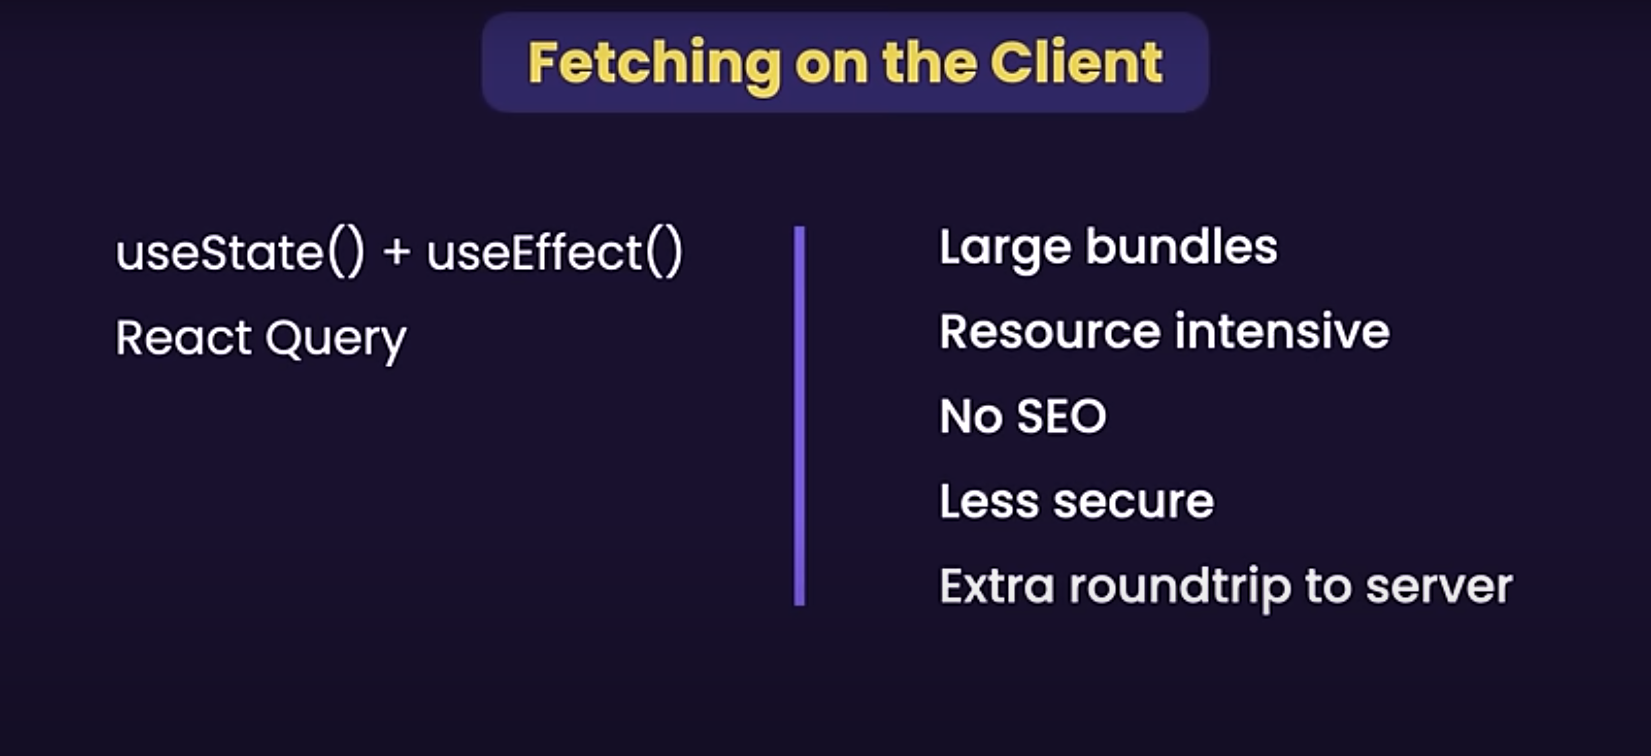 Fetching on the Client
useState() + useEffect()
React Query
Large bundles
Resource intensive
No SEO
Less secure
Extra roundtrip to server